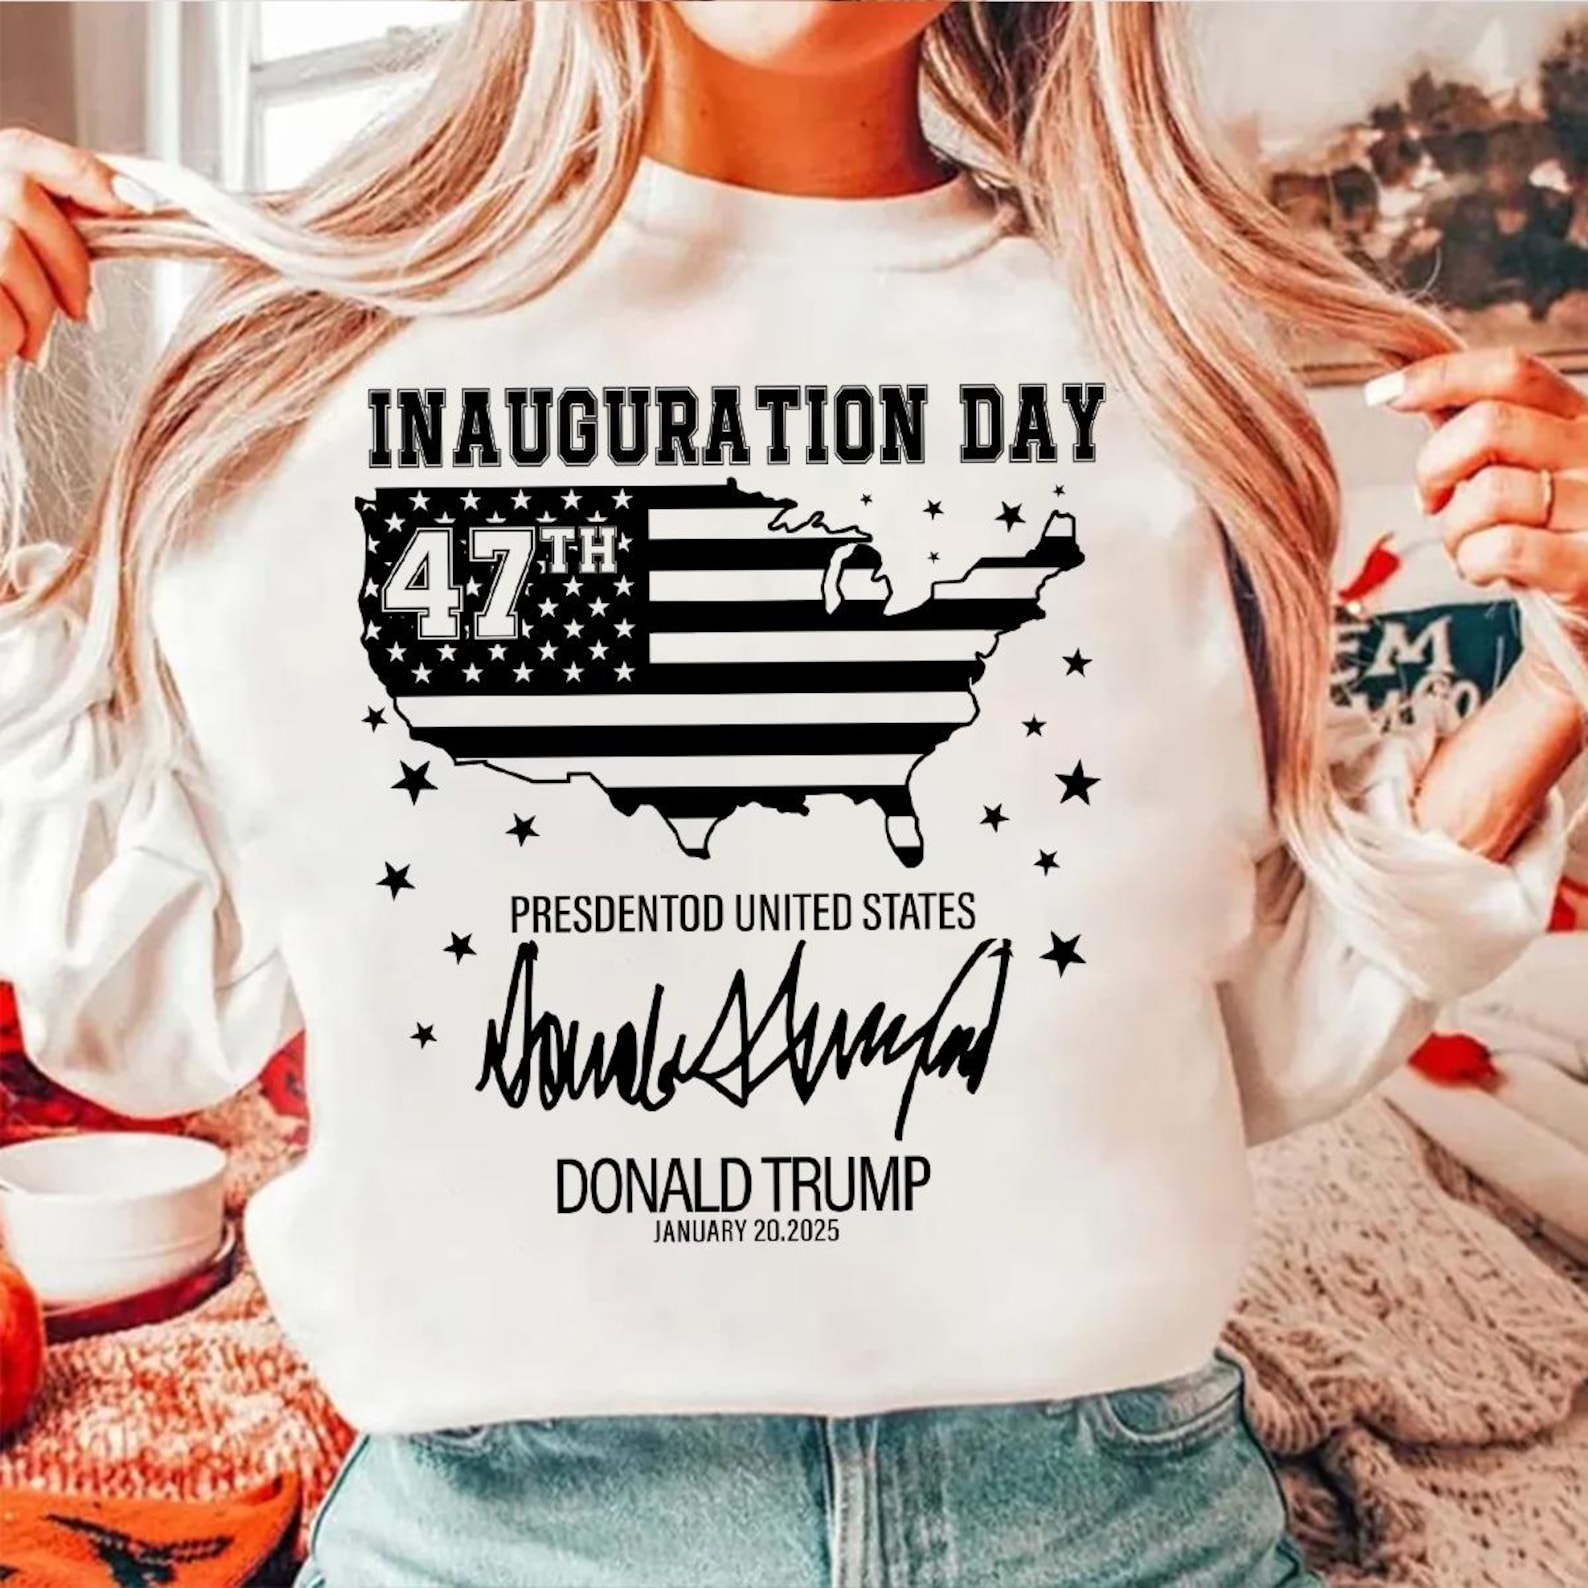 INAUGURATION DAY
47TH
PRESDENTOD UNITED STATES
DONALD TRUMP
JANUARY 20.2025